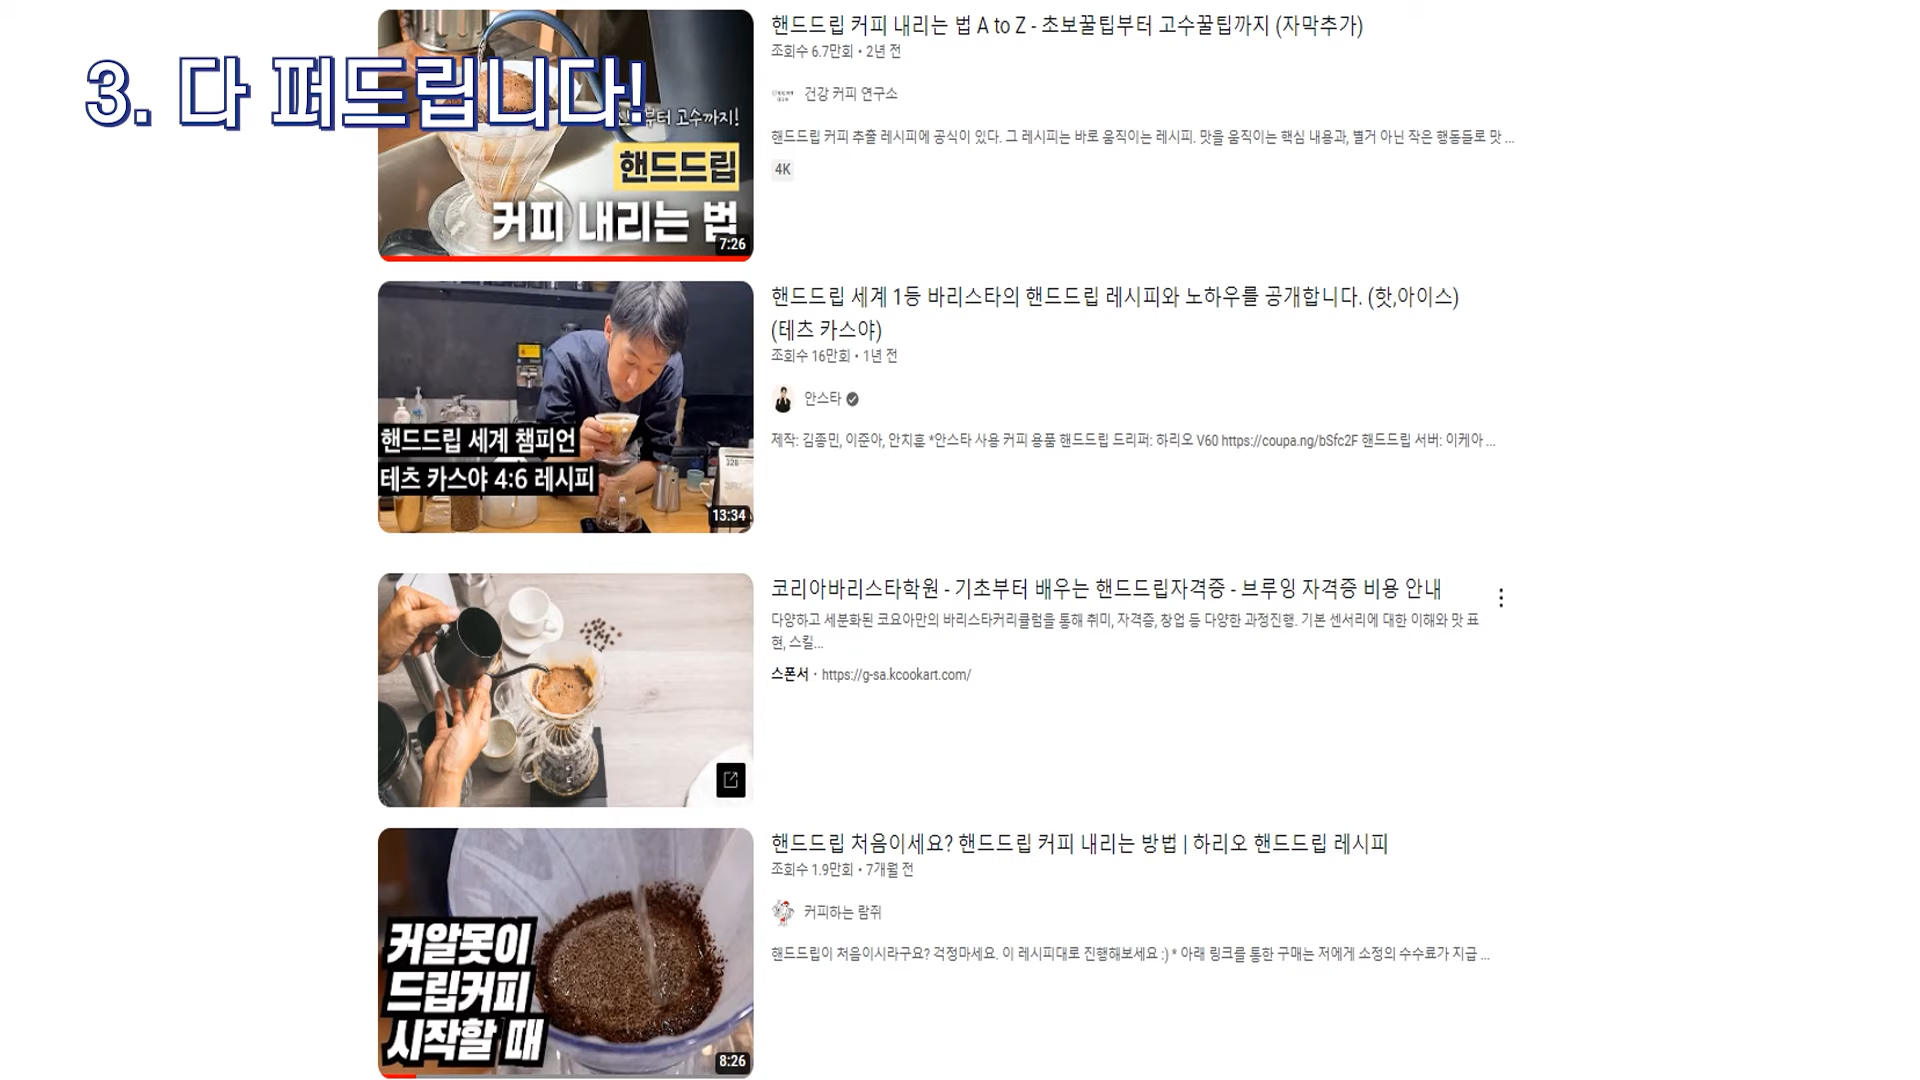 3. 다 펴드립니다!
부터 고수까지!
핸드드립
커피 내리는 법
7:26
핸드드립 커피 내리는 법 A to Z - 초보꿀팁부터 고수꿀팁까지 (자막추가)
조회수 6.7만회 • 2년 전
건강 커피 연구소
핸드드립 커피 추출 레시피에 공식이 있다. 그 레시피는 바로 움직이는 레시피. 맛을 움직이는 핵심 내용과, 별거 아닌 작은 행동들로 맛 ...
4K
핸드드립 세계 챔피언
테츠 카스야 4:6 레시피
13:34
핸드드립 세계 1등 바리스타의 핸드드립 레시피와 노하우를 공개합니다. (핫,아이스)
(테츠 카스야)
조회수 16만회 • 1년 전
안스타
제작: 김종민, 이준아, 안치훈 *안스타 사용 커피 용품 핸드드립 드리퍼: 하리오 V60 https://coupa.ng/bSfc2F 핸드드립 서버: 이케아 ...
코리아바리스타학원 - 기초부터 배우는 핸드드립자격증 - 브루잉 자격증 비용 안내
다양하고 세분화된 코요아만의 바리스타커리큘럼을 통해 취미, 자격증, 창업 등 다양한 과정진행. 기본 센서리에 대한 이해와 맛 표
현, 스킬...
스폰서 · https://g-sa.kcookart.com/
커알못이
드립커피
시작할 때
8:26
핸드드립 처음이세요? 핸드드립 커피 내리는 방법 | 하리오 핸드드립 레시피
조회수 1.9만회 • 7개월 전
커피하는 람쥐
핸드드립이 처음이시라구요? 걱정마세요. 이 레시피대로 진행해보세요 :) * 아래 링크를 통한 구매는 저에게 소정의 수수료가 지급 ...